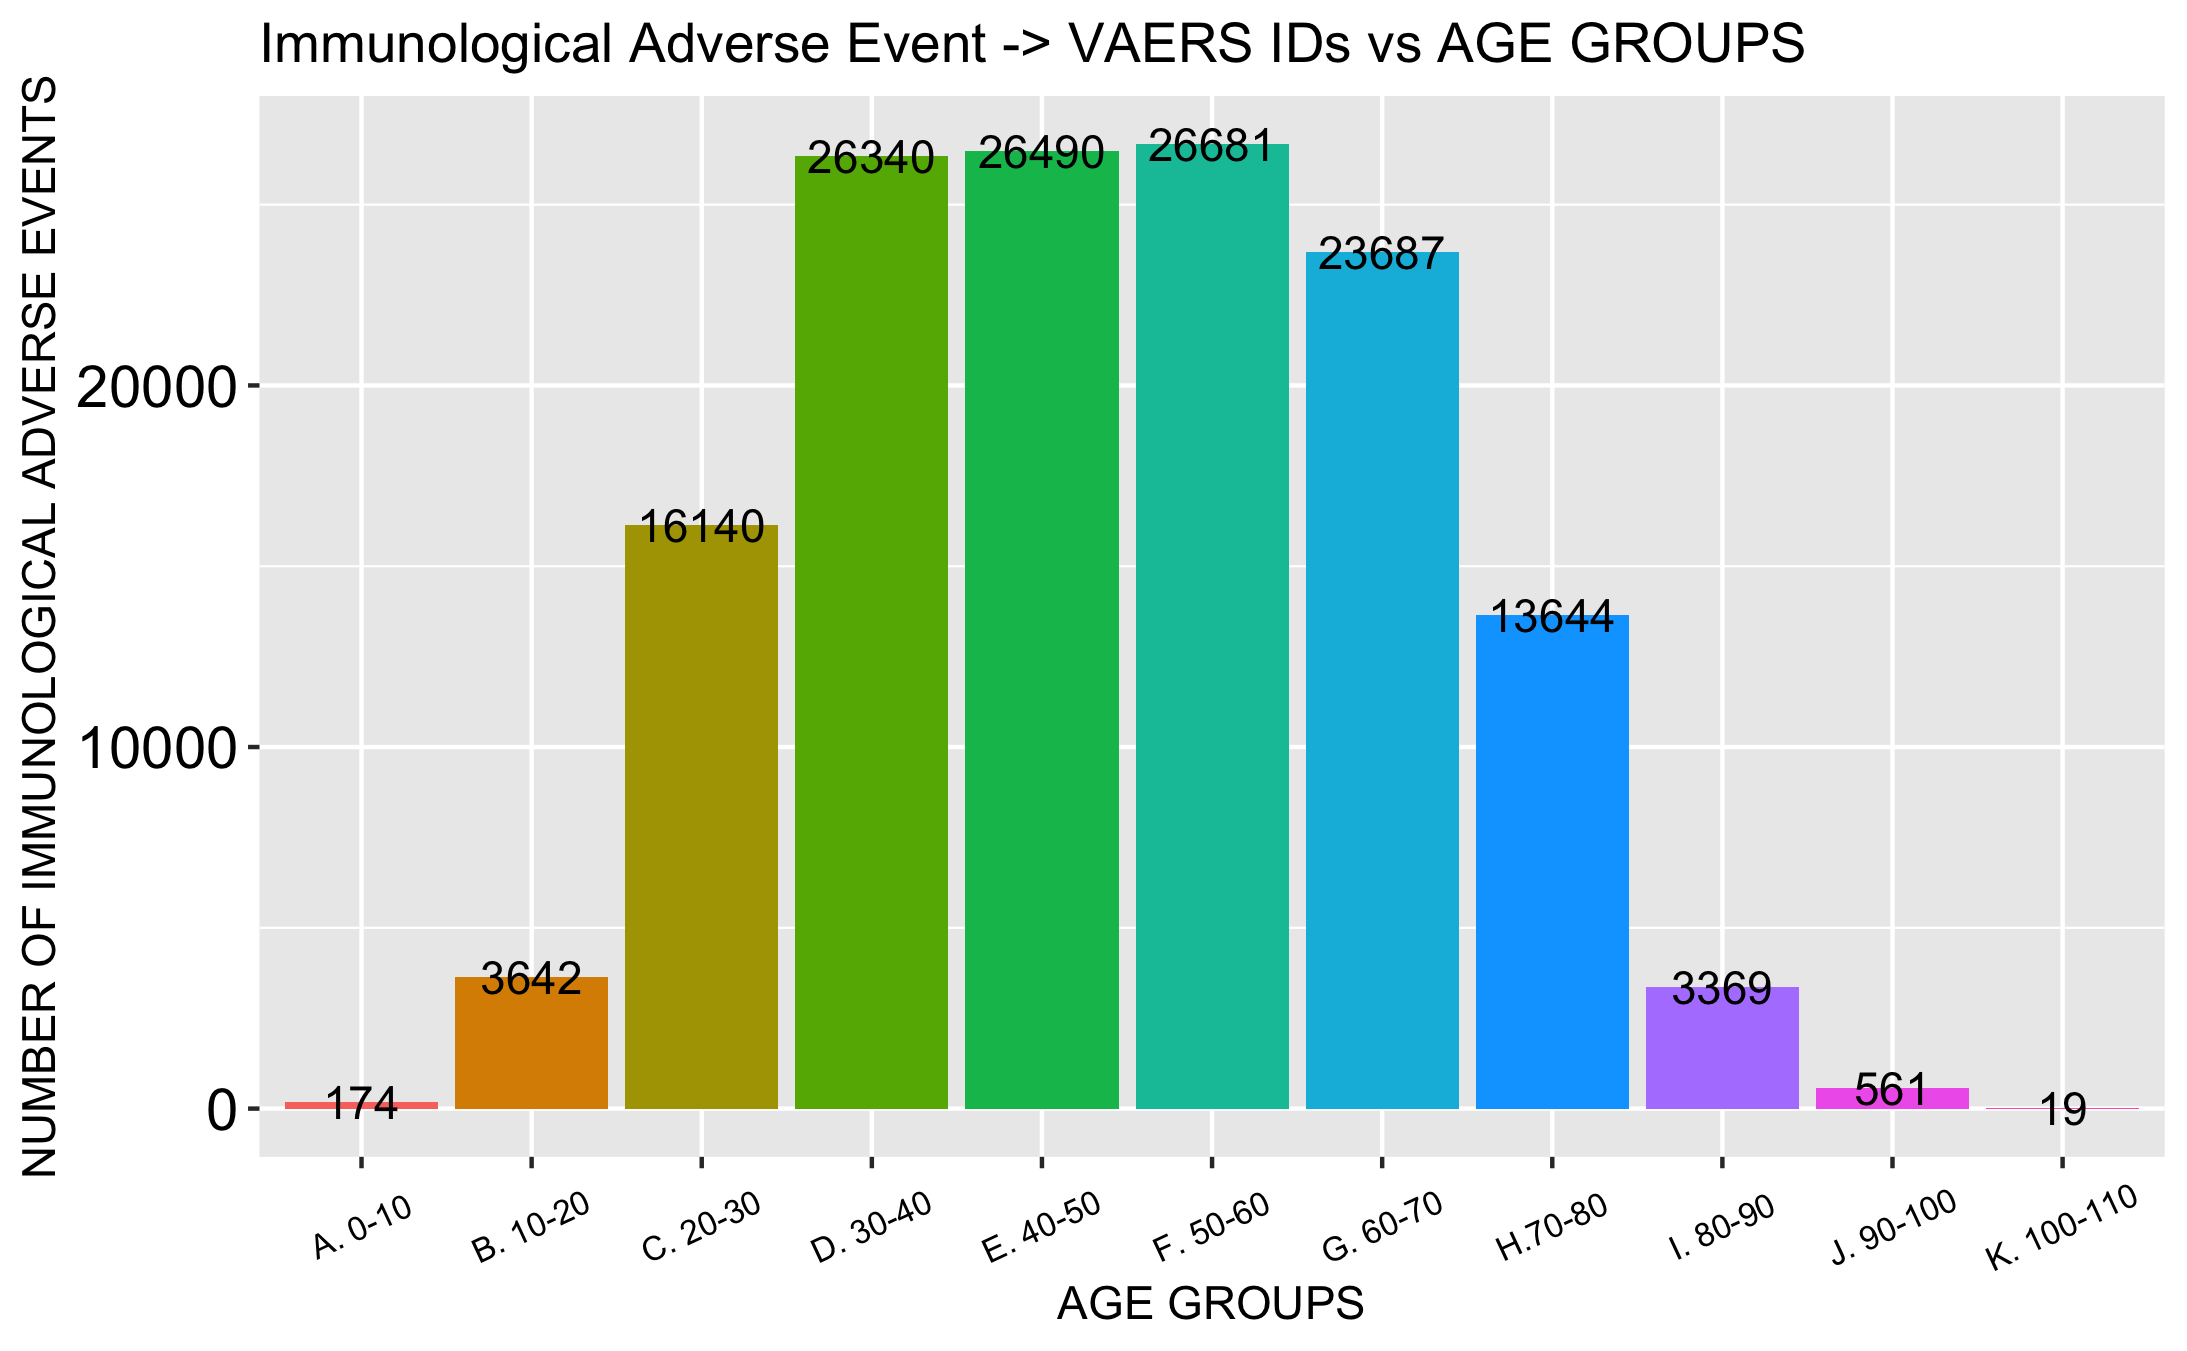 Immunological Adverse Event -> VAERS IDs vs AGE GROUPS
NUMBER OF IMMUNOLOGICAL ADVERSE EVENTS
20000
10000
0
174
3642
16140
26340
26490
26681
23687
13644
3369
561
19
A. 0-10
B. 10-20
C. 20-30
D. 30-40
E. 40-50
F. 50-60
G. 60-70
H.70-80
I. 80-90
J. 90-100
K. 100-110
AGE GROUPS